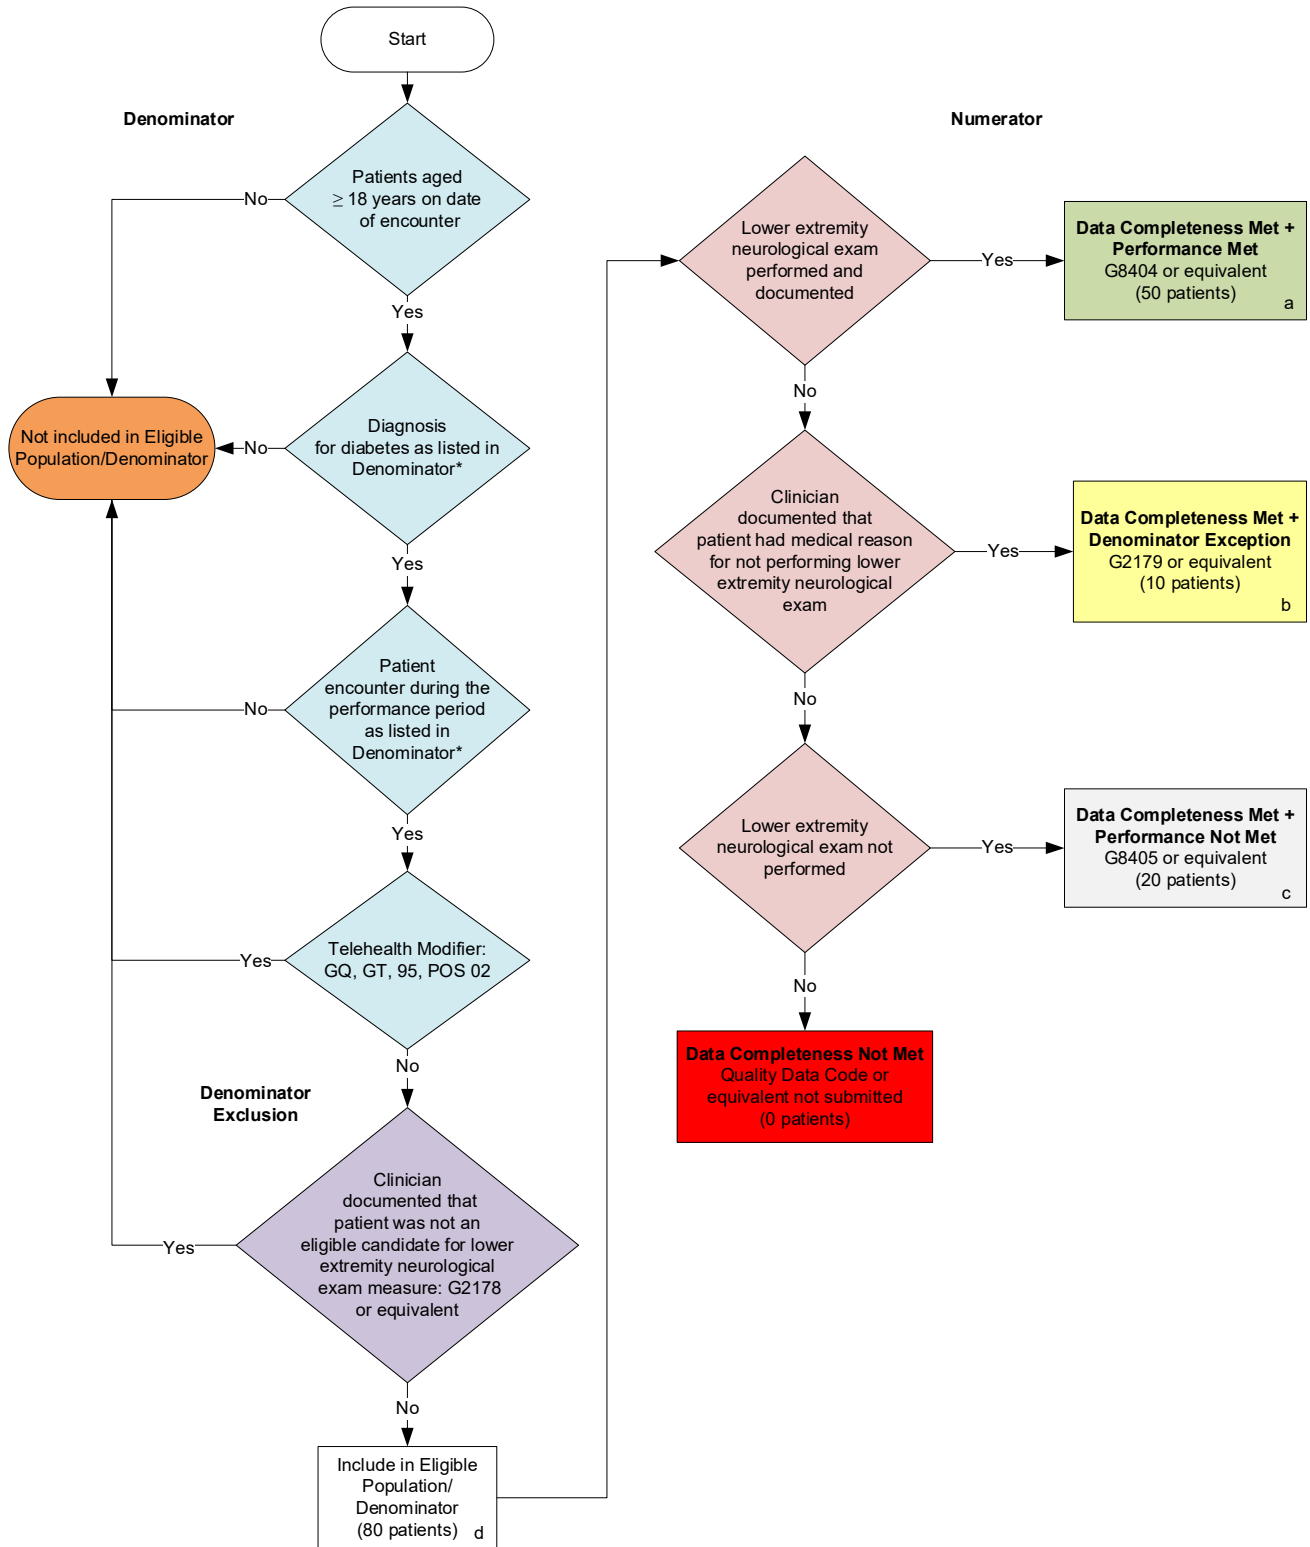 Start
Denominator
Patients aged
≥ 18 years on date
of encounter
No
Yes
Diagnosis
for diabetes as listed in
Denominator*
No
Not included in Eligible
Population/Denominator
Yes
Patient
encounter during the
performance period
as listed in
Denominator*
No
Yes
Telehealth Modifier:
GQ, GT, 95, POS 02
Yes
No
Denominator
Exclusion
Clinician
documented that
patient was not an
eligible candidate for lower
extremity neurological
exam measure: G2178
or equivalent
Yes
No
Include in Eligible
Population/
Denominator
(80 patients)
d
Numerator
Lower extremity
neurological exam
performed and
documented
Yes
Data Completeness Met +
Performance Met
G8404 or equivalent
(50 patients)
a
No
Clinician
documented that
patient had medical reason
for not performing lower
extremity neurological
exam
Yes
Data Completeness Met +
Denominator Exception
G2179 or equivalent
(10 patients)
b
No
Lower extremity
neurological exam not
performed
Yes
Data Completeness Met +
Performance Not Met
G8405 or equivalent
(20 patients)
c
No
Data Completeness Not Met
Quality Data Code or
equivalent not submitted
(0 patients)